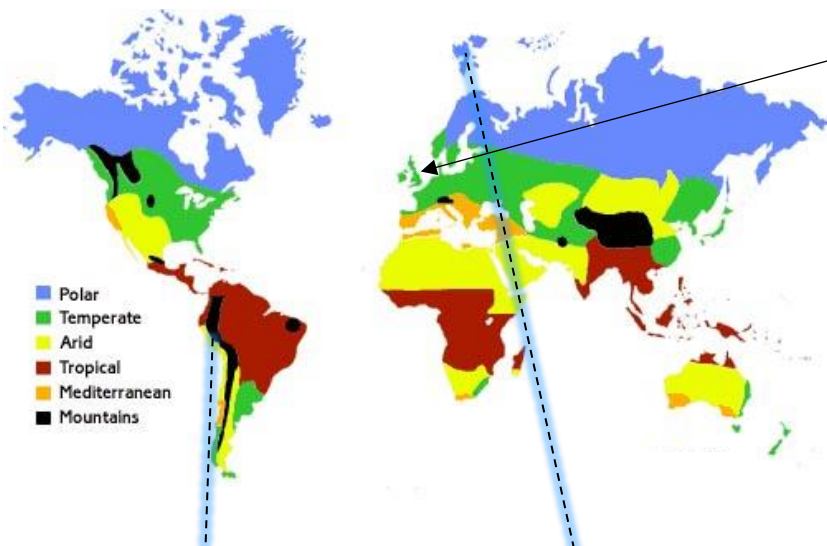 Polar
Temperate
Arid
Tropical
Mediterranean
Mountains